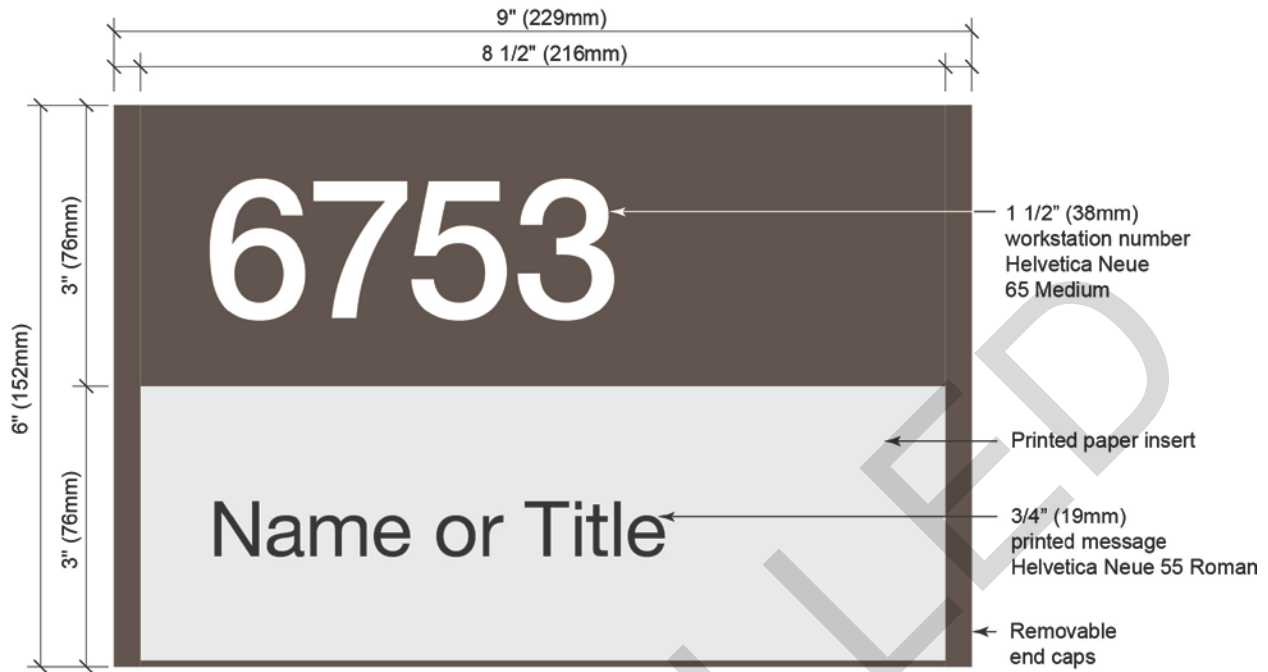 9" (229mm)
8 1/2" (216mm)
6" (152mm)
3" (76mm)
3" (76mm)
6753
1 1/2" (38mm)
workstation number
Helvetica Neue
65 Medium
Printed paper insert
Name or Title
3/4" (19mm)
printed message
Helvetica Neue 55 Roman
Removable
end caps
LED